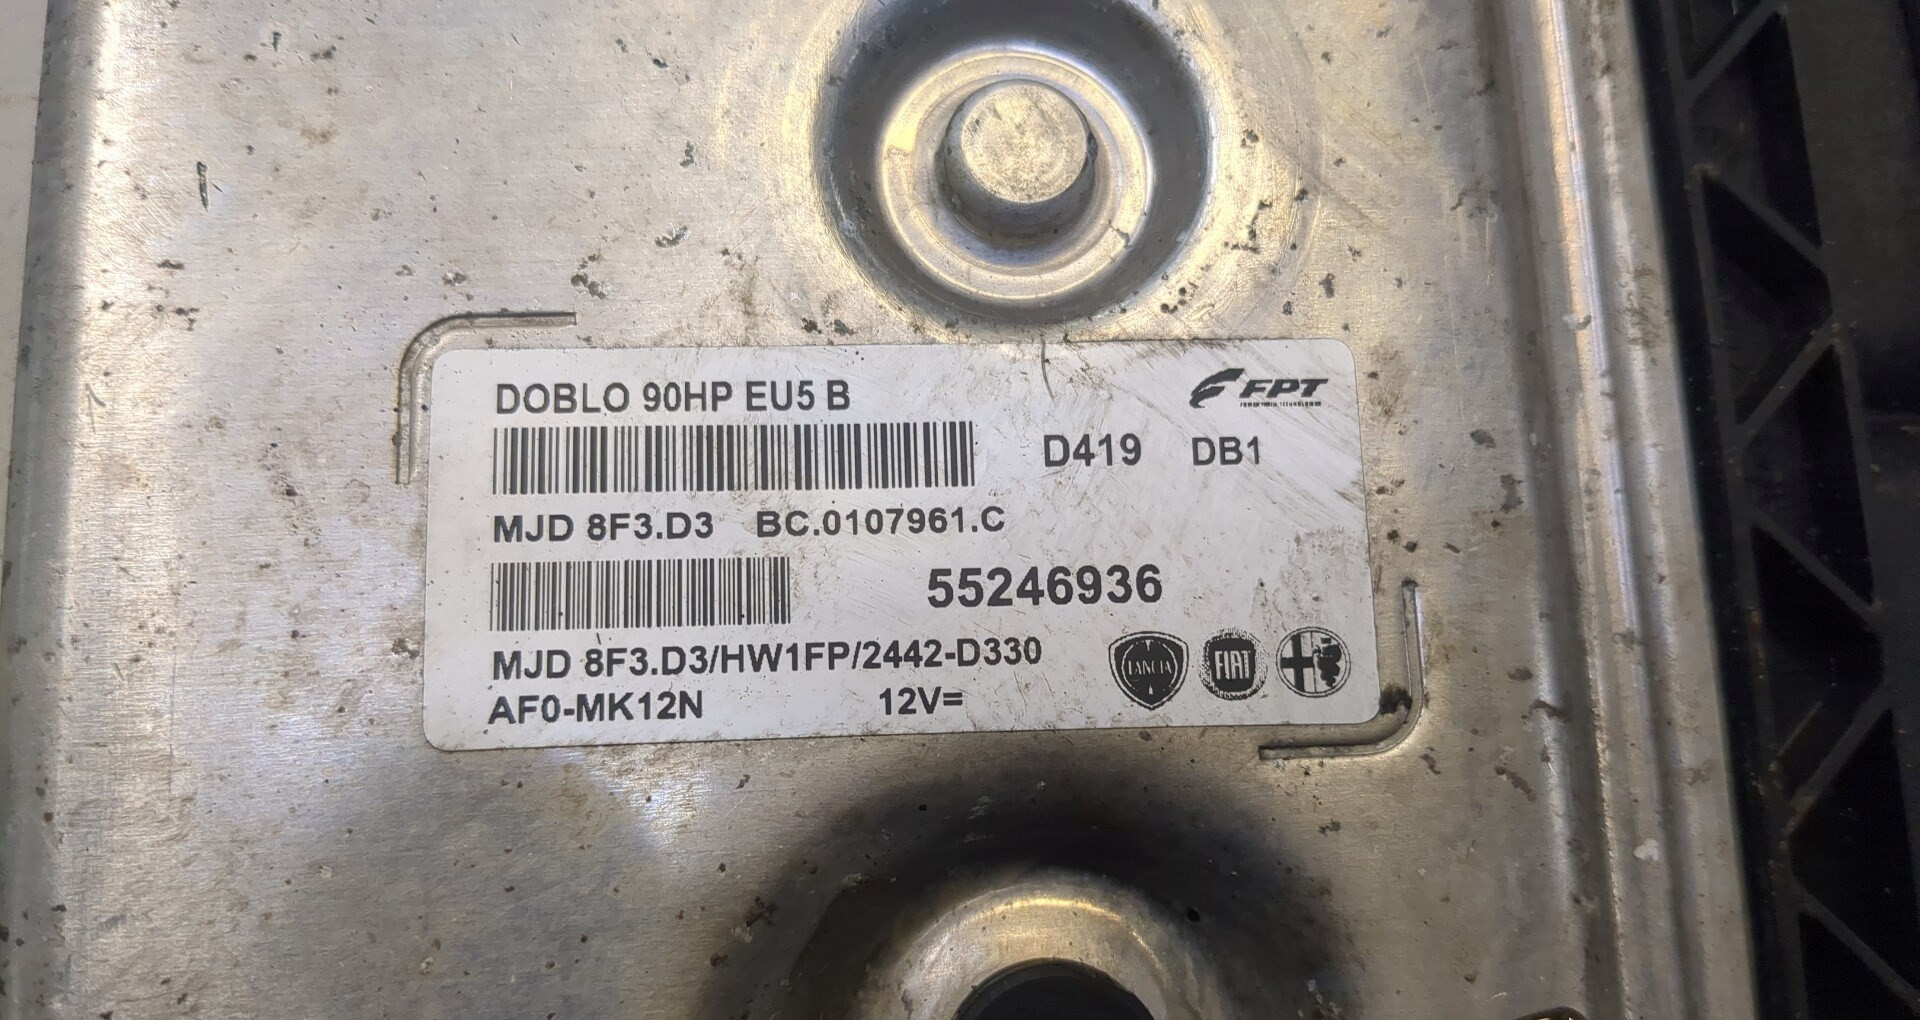 DOBLO 90HP EU5 B
FPT
D419 DB1
MJD 8F3.D3 BC.0107961.C
55246936
MJD 8F3.D3/HW1FP/2442-D330
AF0-MK12N 12V=
LANCIA FIAT